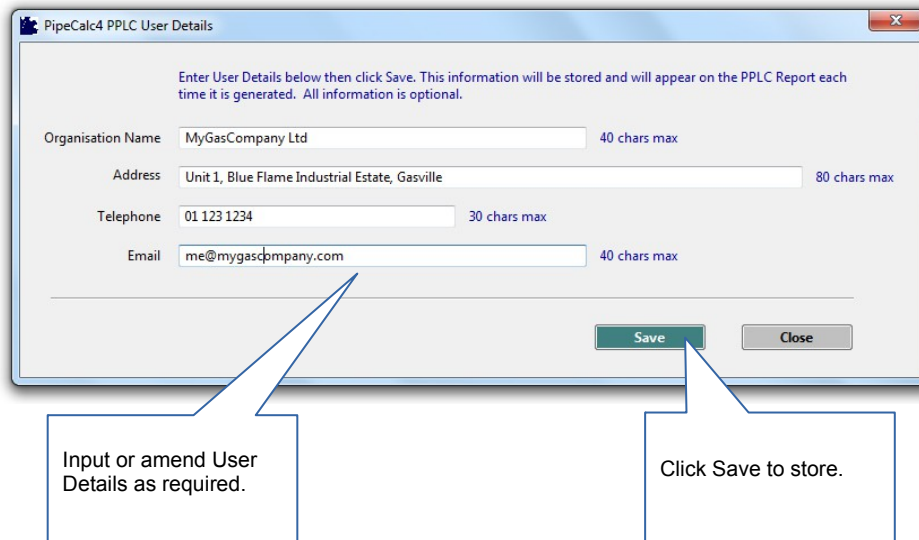 PipeCalc4 PPLC User Details
Enter User Details below then click Save. This information will be stored and will appear on the PPLC Report each
time it is generated. All information is optional.
Organisation Name MyGasCompany Ltd 40 chars max
Address Unit 1, Blue Flame Industrial Estate, Gasville 80 chars max
Telephone 01 123 1234 30 chars max
Email me@mygascompany.com 40 chars max
Save Close
Input or amend User
Details as required.
Click Save to store.